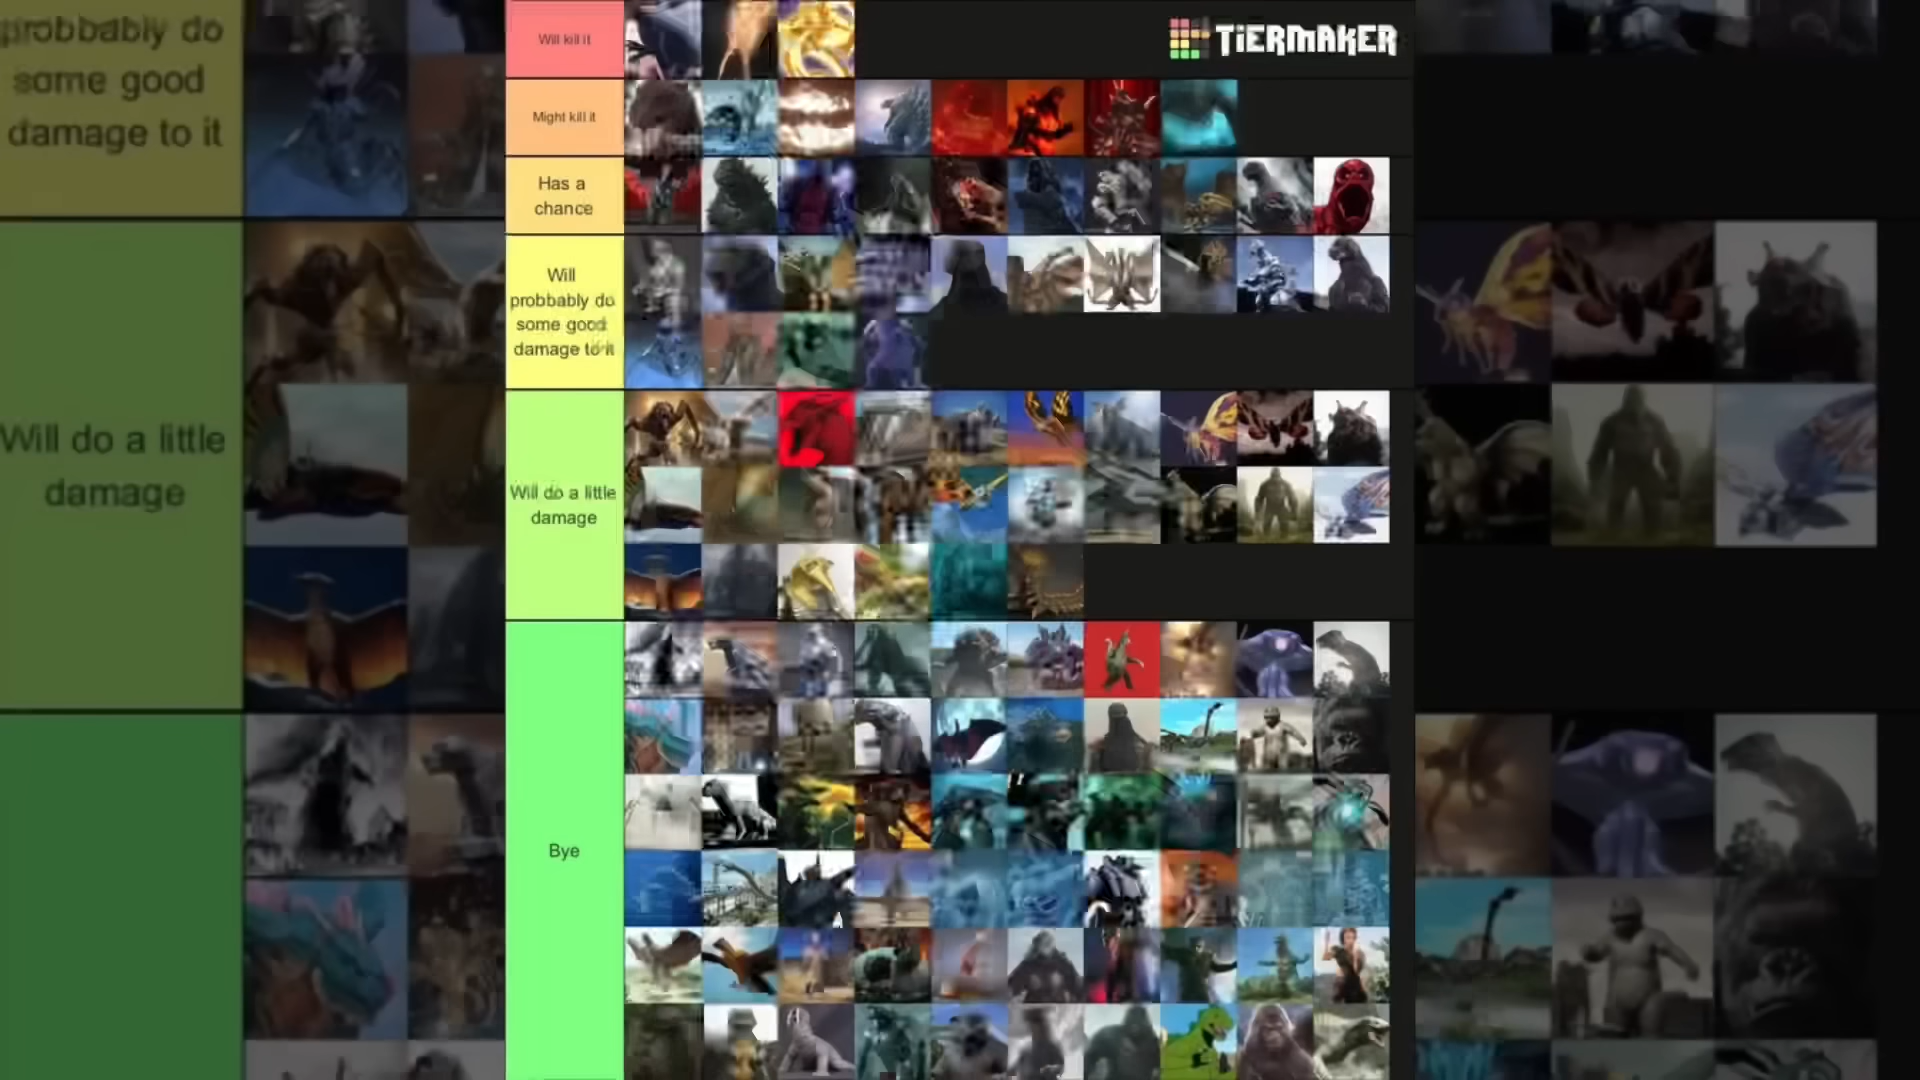 probbably do
some good
damage to it
Will do a little
damage
Will kill it
TiERMAKER
Might kill it
Has a
chance
Will
probbably do
some good
damage to it
Will do a little
damage
Bye